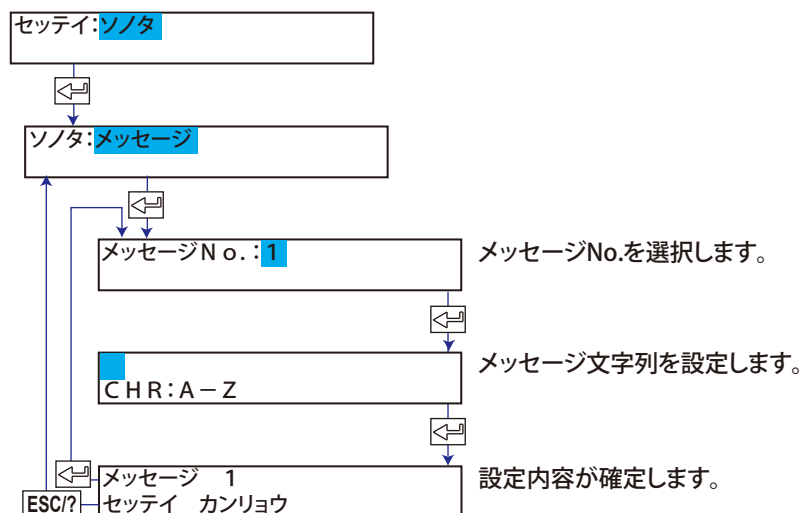 セッテイ:ソノタ
ソノタ:メッセージ
メッセージNo.:1
メッセージNo.を選択します。
CHR:A-Z
メッセージ文字列を設定します。
メッセージ 1
セッテイ カンリョウ
設定内容が確定します。
ESC/?